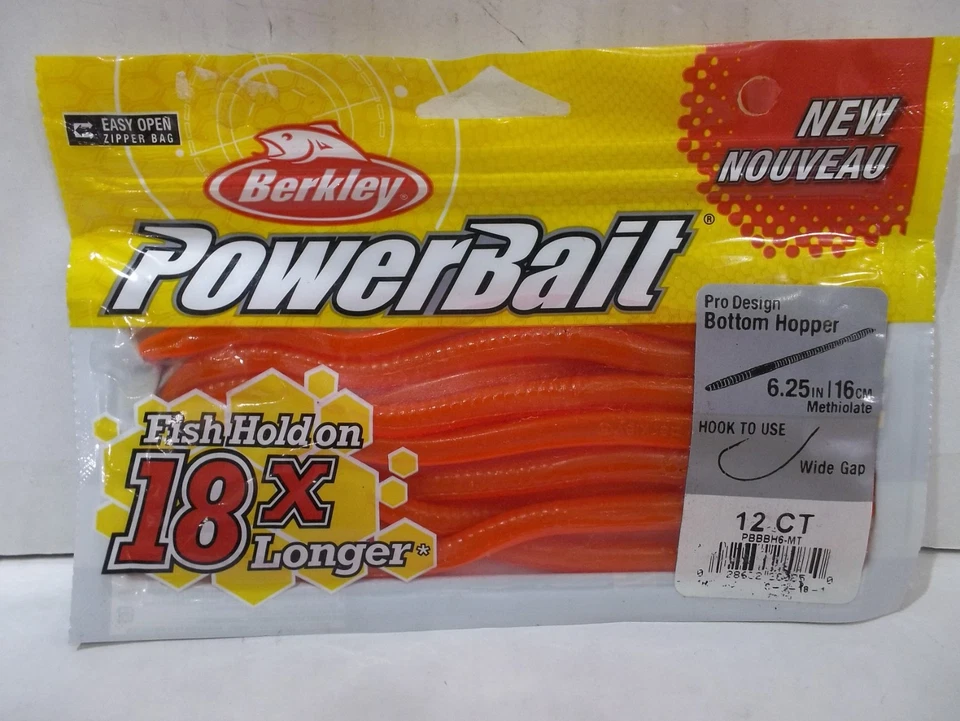 EASY OPEN
ZIPPER BAG
Berkley®
PowerBait®
NEW
NOUVEAU
Pro Design
Bottom Hopper
6.25IN | 16CM
Methiolate
HOOK TO USE
Wide Gap
12 CT
PBBBH6-MT
Fish Hold on
18X
Longer*